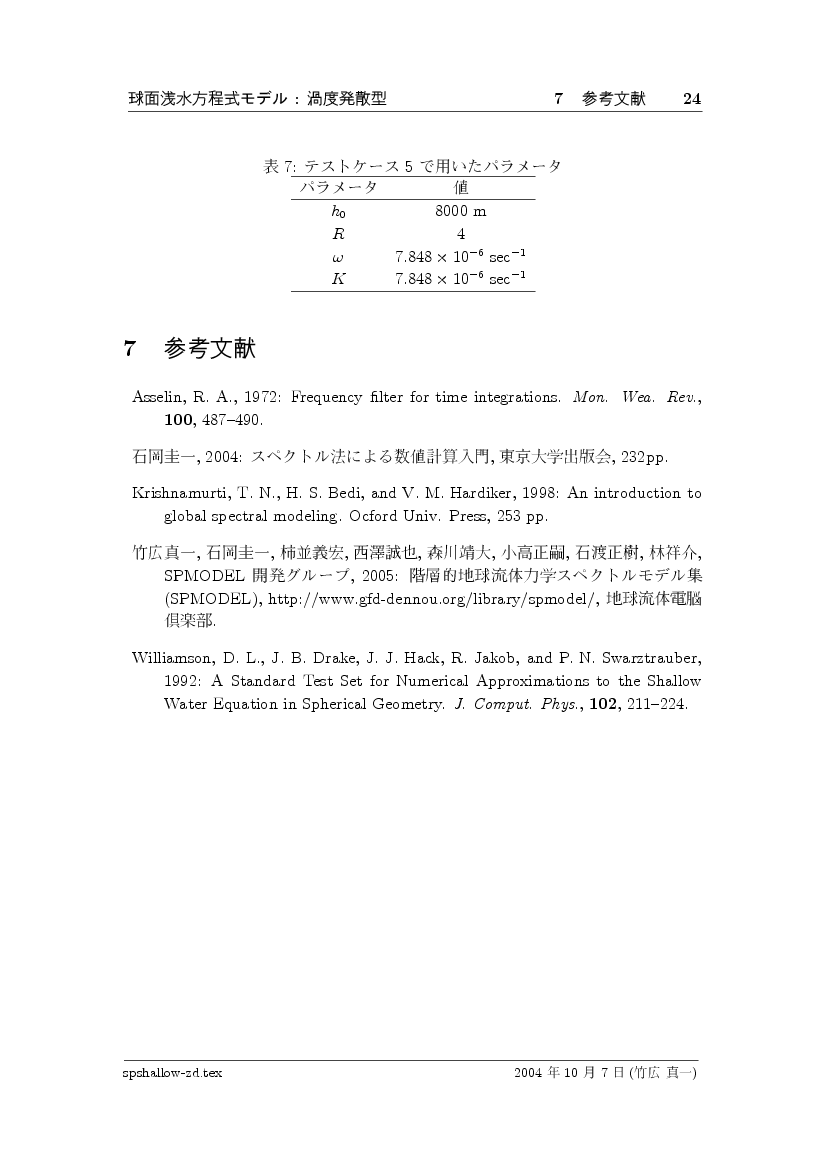 球面浅水方程式モデル : 渦度発散型 7 参考文献 24
表 7: テストケース 5 で用いたパラメータ
パラメータ 値
h₀ 8000 m
R 4
ω 7.848 × 10⁻⁶ sec⁻¹
K 7.848 × 10⁻⁶ sec⁻¹
7 参考文献
Asselin, R. A., 1972: Frequency filter for time integrations. Mon. Wea. Rev.,
100, 487–490.
石岡圭一, 2004: スペクトル法による数値計算入門, 東京大学出版会, 232pp.
Krishnamurti, T. N., H. S. Bedi, and V. M. Hardiker, 1998: An introduction to
global spectral modeling. Ocford Univ. Press, 253 pp.
竹広真一, 石岡圭一, 柿並義宏, 西澤誠也, 森川靖大, 小高正嗣, 石渡正樹, 林祥介,
SPMODEL 開発グループ, 2005: 階層的地球流体力学スペクトルモデル集
(SPMODEL), http://www.gfd-dennou.org/library/spmodel/, 地球流体電脳
倶楽部.
Williamson, D. L., J. B. Drake, J. J. Hack, R. Jakob, and P. N. Swarztrauber,
1992: A Standard Test Set for Numerical Approximations to the Shallow
Water Equation in Spherical Geometry. J. Comput. Phys., 102, 211–224.
spshallow-zd.tex 2004 年 10 月 7 日 (竹広 真一)